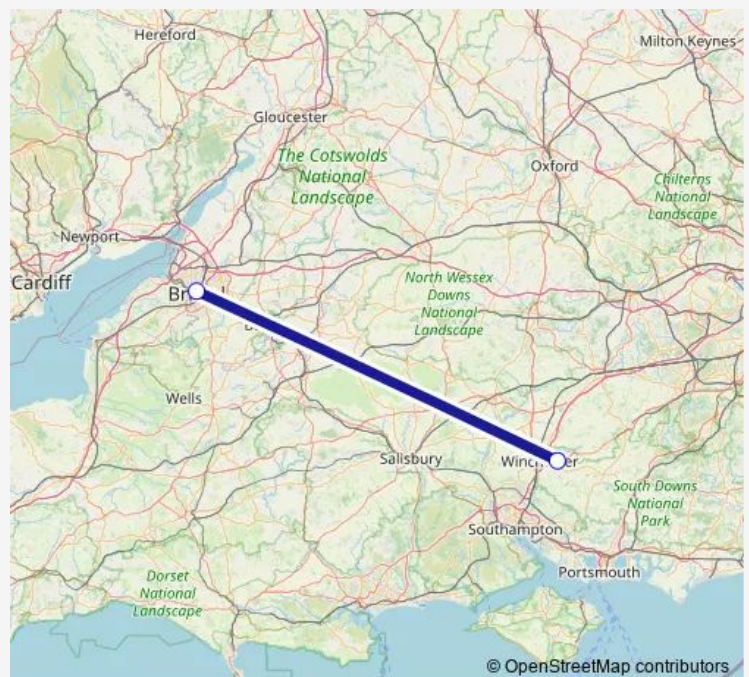 Hereford
Milton Keynes
Gloucester
The Cotswolds
National
Landscape
Oxford
Chilterns
National
Landscape
Newport
Cardiff
North Wessex
Downs
National
Landscape
Wells
Salisbury
South Downs
National
Park
Southampton
Portsmouth
Dorset
National
Landscape
© OpenStreetMap contributors